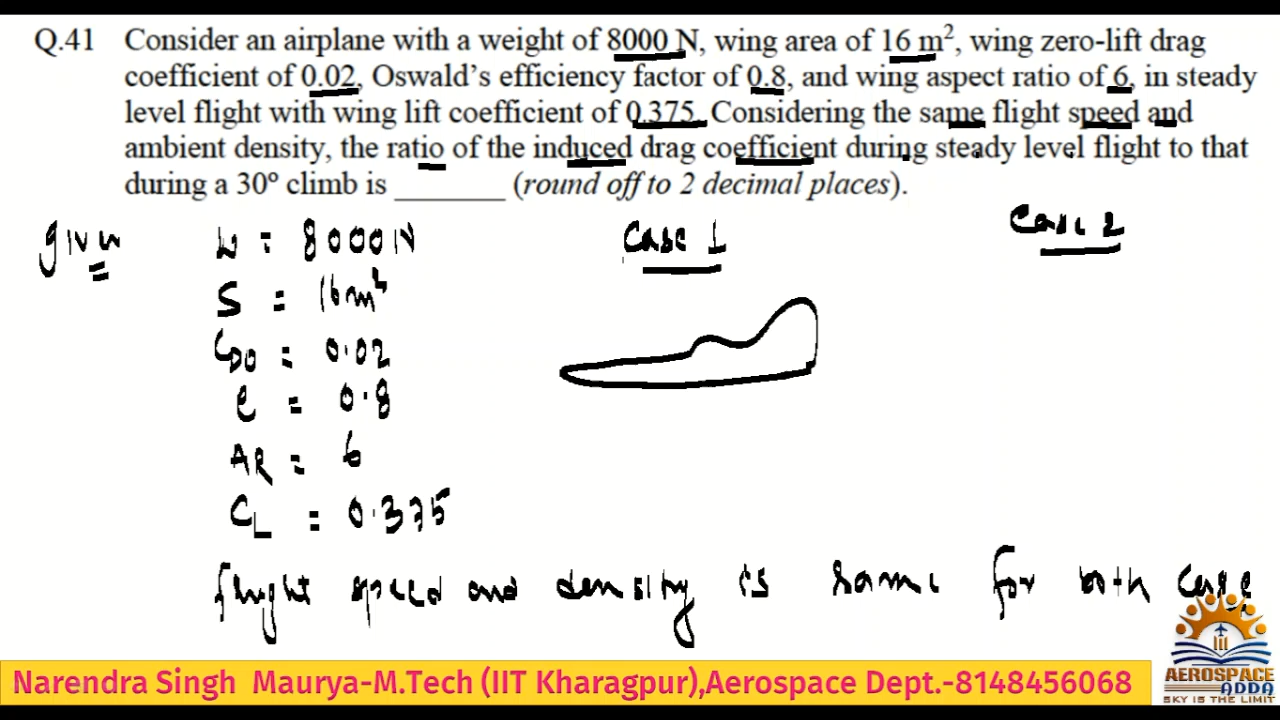 Q.41 Consider an airplane with a weight of 8000 N, wing area of 16 m², wing zero-lift drag
coefficient of 0.02, Oswald's efficiency factor of 0.8, and wing aspect ratio of 6, in steady
level flight with wing lift coefficient of 0.375. Considering the same flight speed and
ambient density, the ratio of the induced drag coefficient during steady level flight to that
during a 30º climb is ________ (round off to 2 decimal places).
given W = 8000N Case 1 Case 2
S = 16m²
CD0 = 0.02
e = 0.8
AR = 6
CL = 0.375
flight speed and density is same for both case
Narendra Singh Maurya-M.Tech (IIT Kharagpur),Aerospace Dept.-8148456068
AEROSPACE
ADDA
SKY IS THE LIMIT